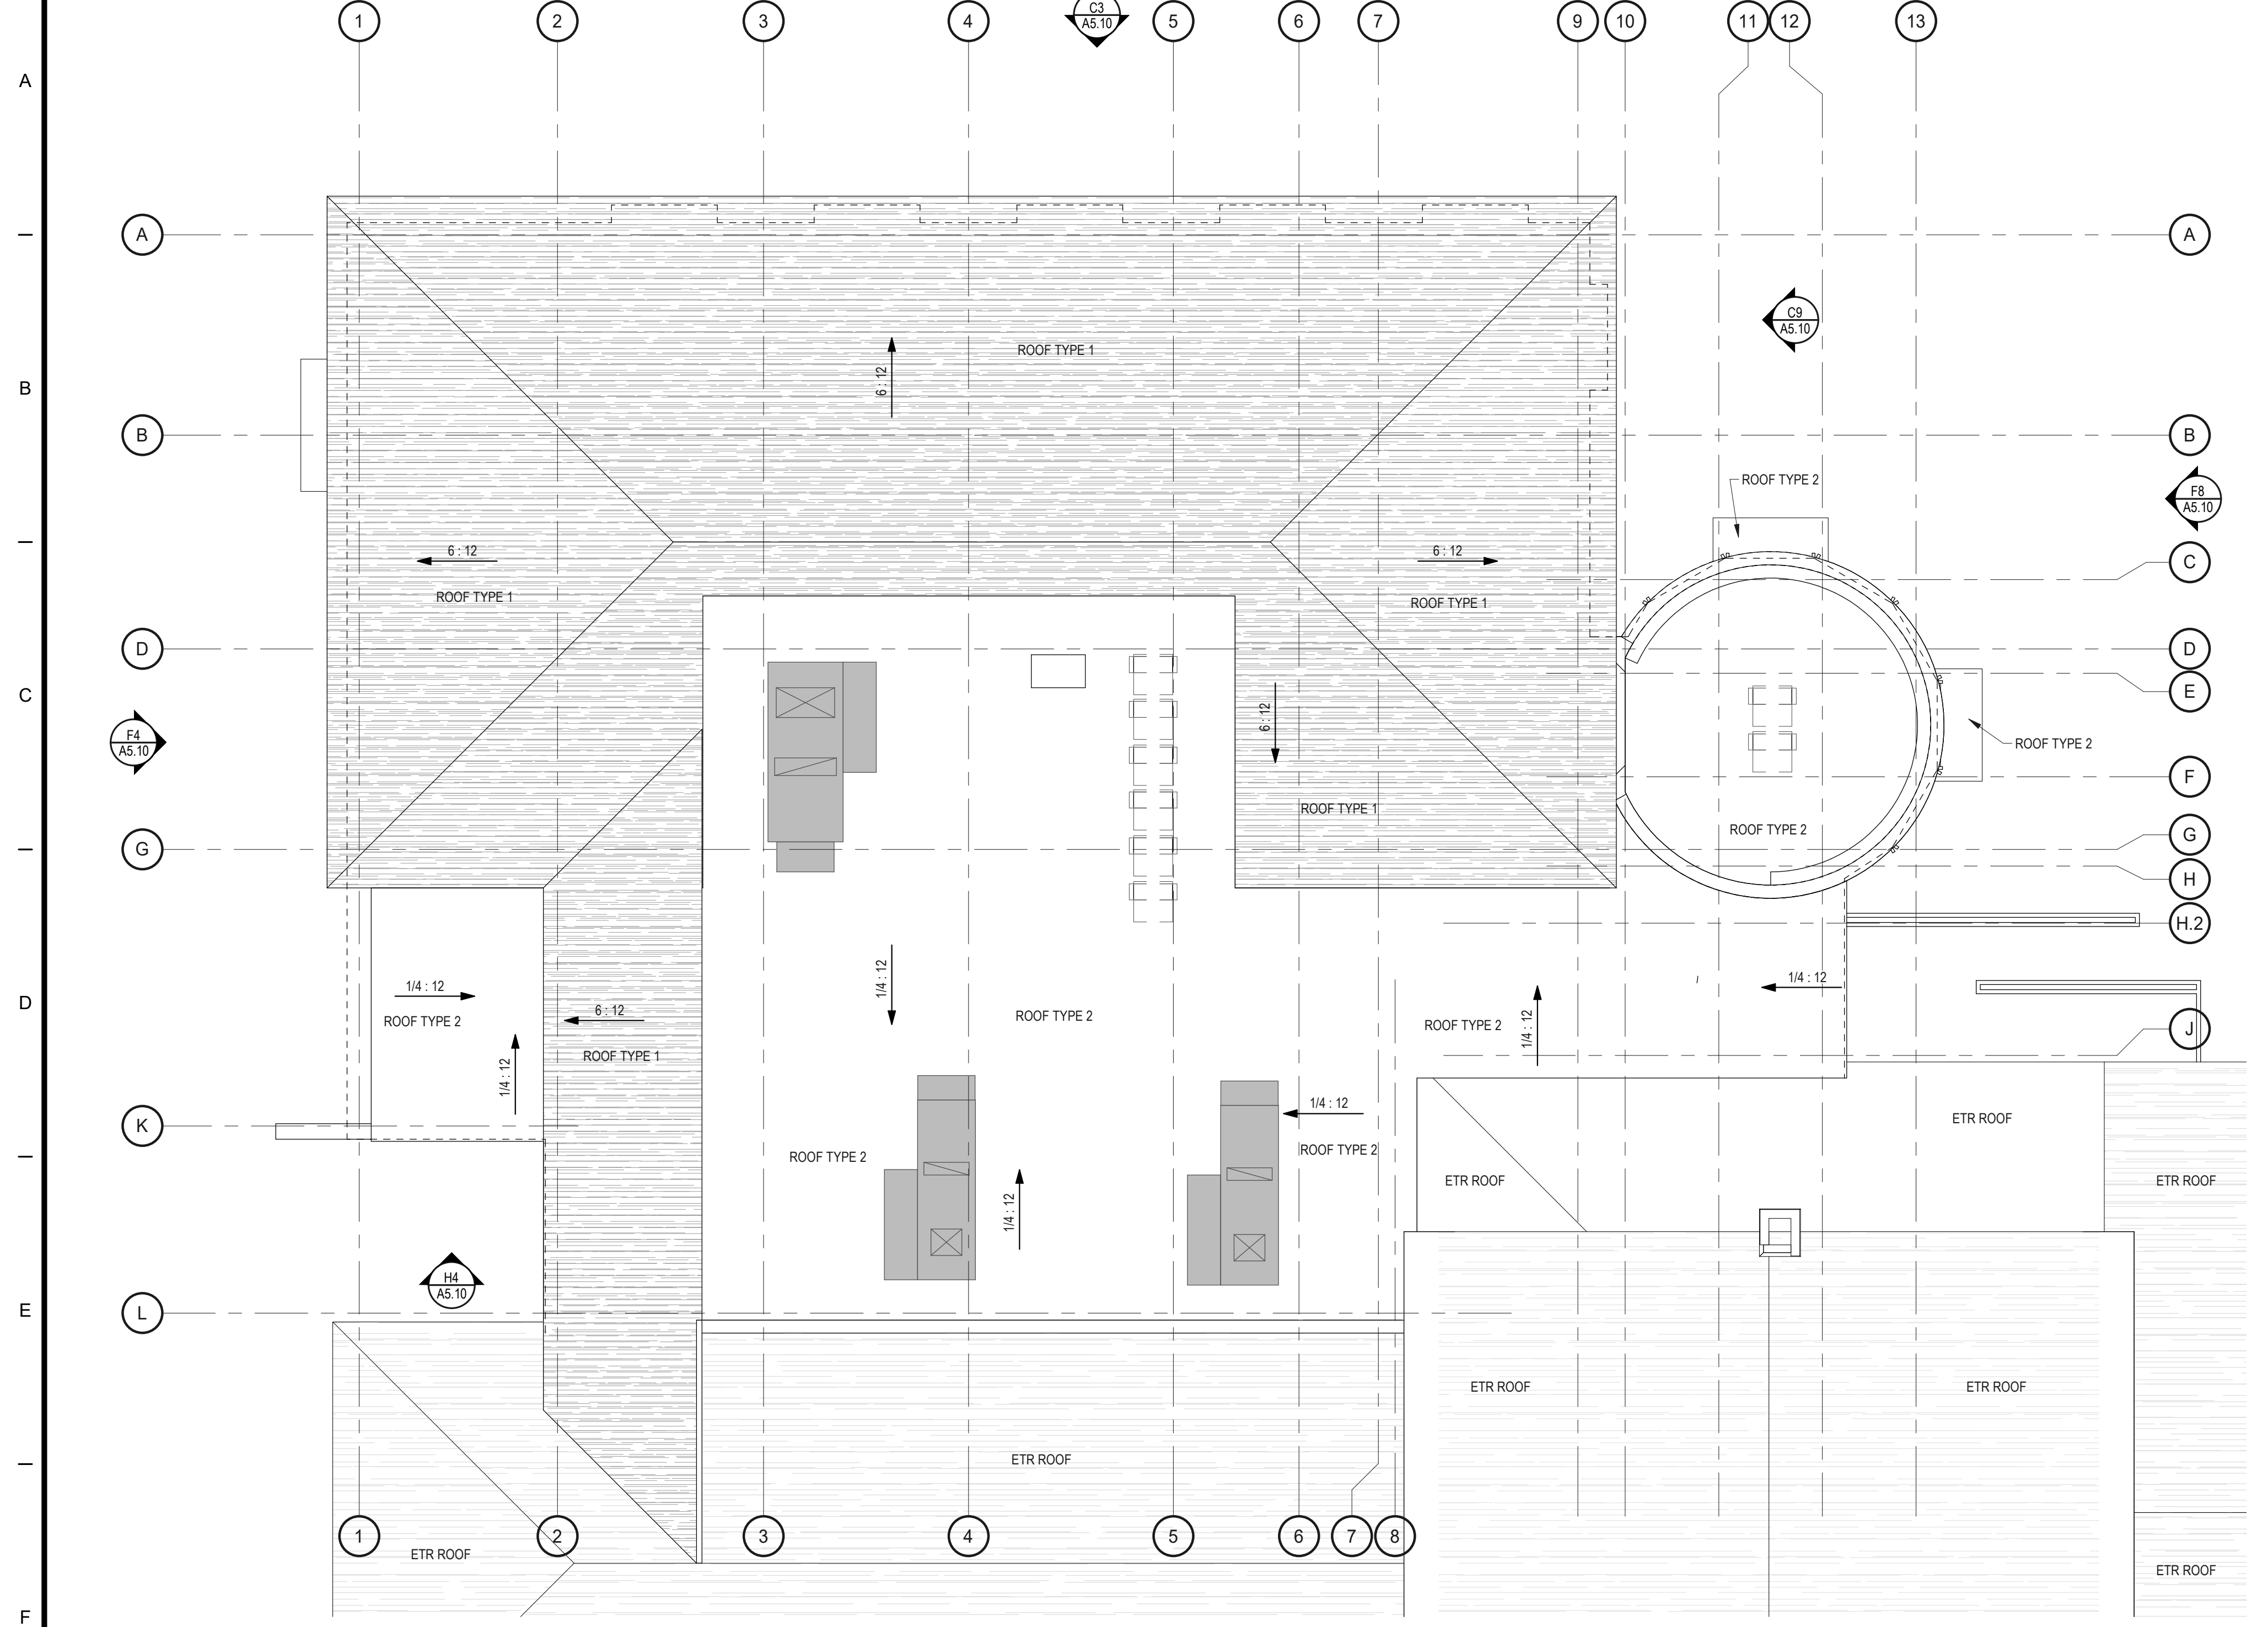 1 2 3 4 5 6 7 9 10 11 12 13
C3
A5.10
A
A A
C9
A5.10
ROOF TYPE 1
6 : 12
B
B B
ROOF TYPE 2
F8
A5.10
6 : 12 6 : 12
C
ROOF TYPE 1 ROOF TYPE 1
D D
E
C
6 : 12
F4
A5.10
ROOF TYPE 2
F
ROOF TYPE 1
ROOF TYPE 2
G G
H
H.2
1/4 : 12
1/4 : 12
1/4 : 12
D
6 : 12
ROOF TYPE 2
ROOF TYPE 2
ROOF TYPE 2
1/4 : 12
J
ROOF TYPE 1
1/4 : 12
1/4 : 12
K
ETR ROOF
ROOF TYPE 2
ROOF TYPE 2
ETR ROOF
ETR ROOF
1/4 : 12
H4
A5.10
E
L
ETR ROOF
ETR ROOF
ETR ROOF
1 2 3 4 5 6 7 8
ETR ROOF
ETR ROOF
F